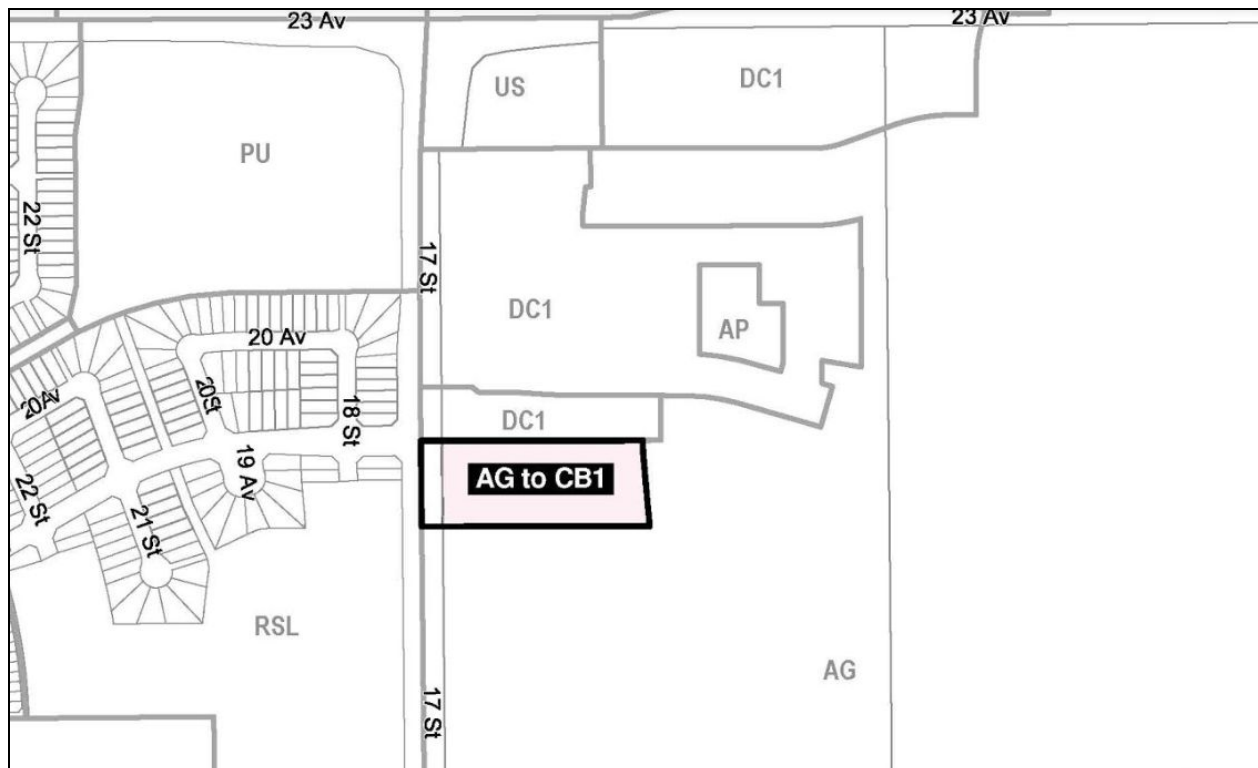 23 Av
23 Av
US
DC1
PU
22 St
17 St
DC1
AP
20 Av
20St
20Av
18 St
DC1
19 Av
AG to CB1
22 St
21 St
RSL
AG
17 St